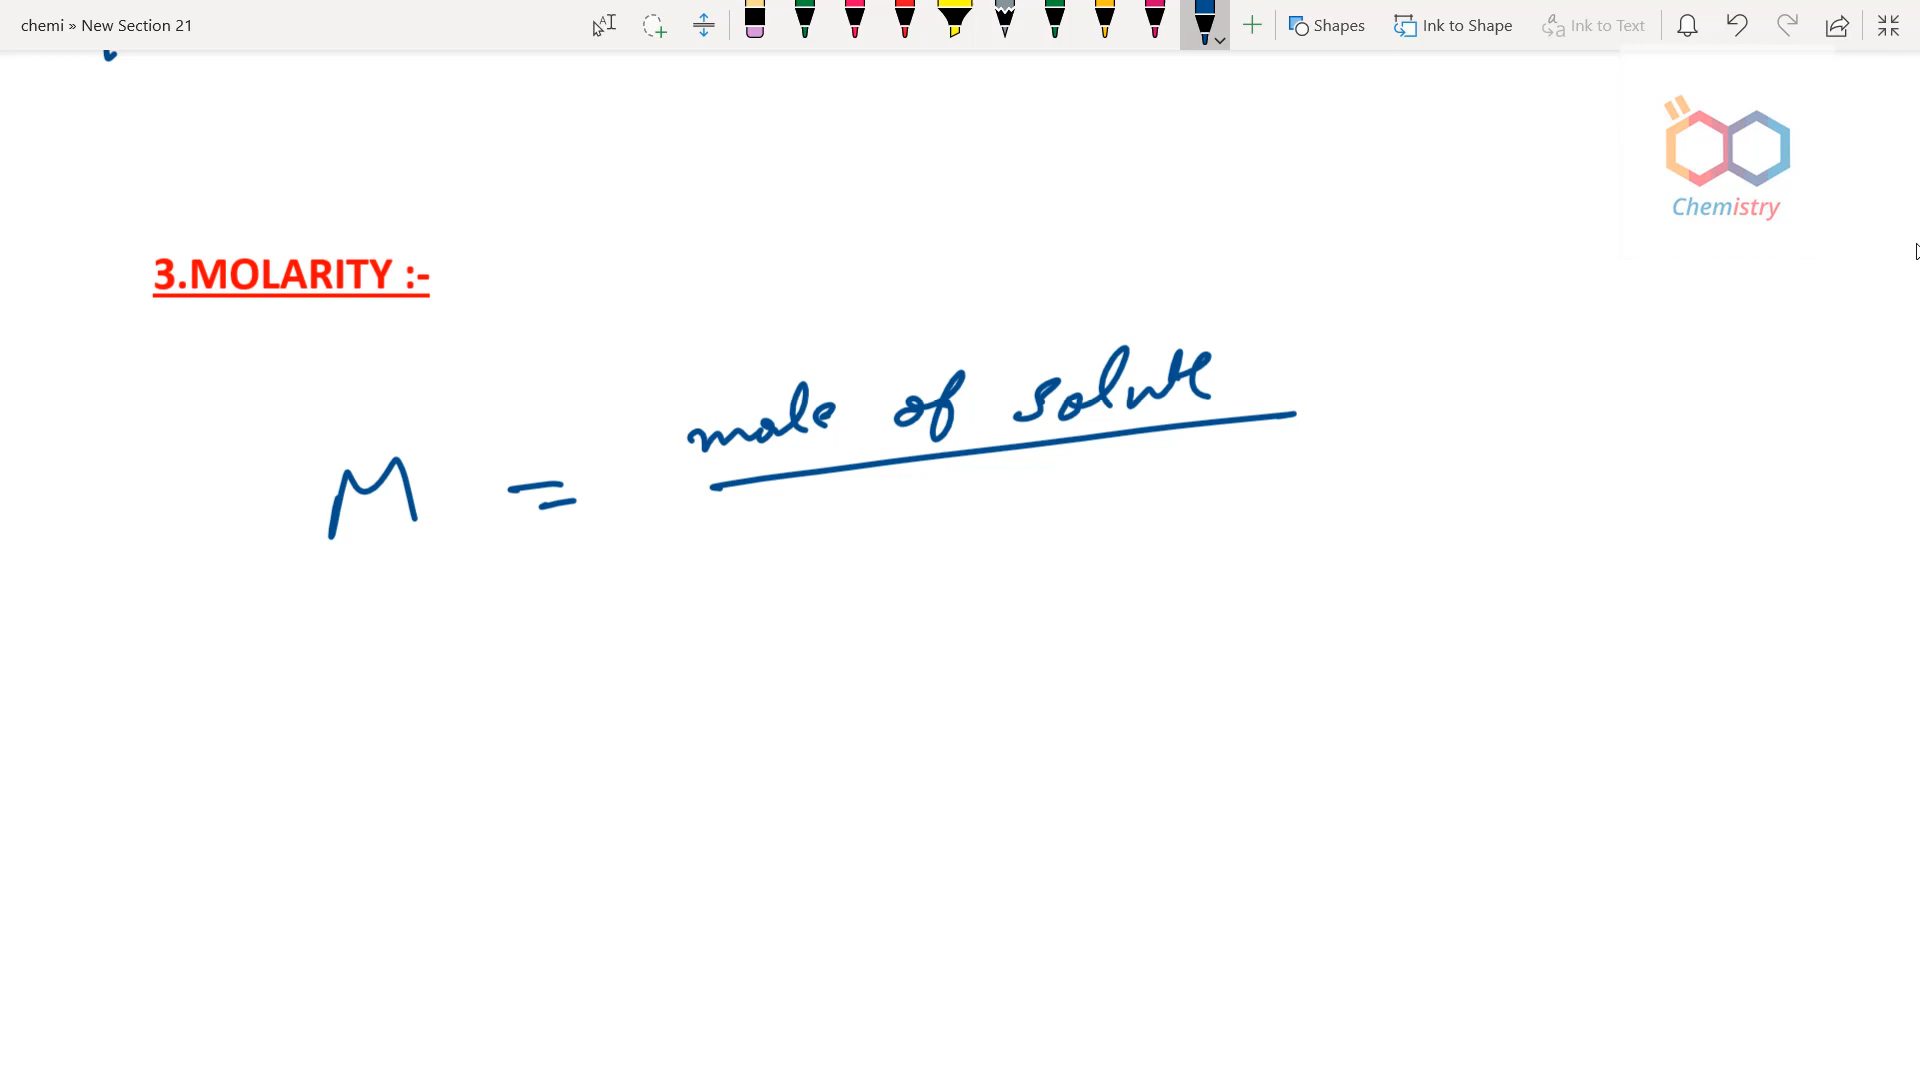 chemi » New Section 21
Shapes
Ink to Shape
Ink to Text
Chemistry
3.MOLARITY :-
mole of solute
M =